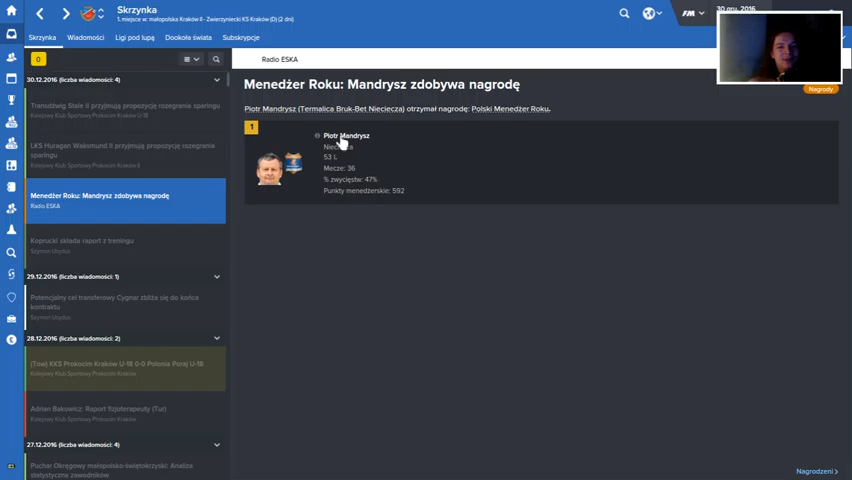 Skrzynka
1. miejsce w: małopolska Kraków II - Zwierzyniecki KS Kraków (D) (2 dni)
FM
30 gru. 2016
Skrzynka
Wiadomości
Ligi pod lupą
Dookoła świata
Subskrypcje
0
Radio ESKA
30.12.2016 (liczba wiadomości: 4)
Transdźwig Stale II przyjmują propozycję rozegrania sparingu
Kolejowy Klub Sportowy Prokocim Kraków U-18
LKS Huragan Waksmund II przyjmują propozycję rozegrania
sparingu
Kolejowy Klub Sportowy Prokocim Kraków II
Menedżer Roku: Mandrysz zdobywa nagrodę
Radio ESKA
Koprucki składa raport z treningu
Szymon Urydus
29.12.2016 (liczba wiadomości: 1)
Potencjalny cel transferowy Cygnar zbliża się do końca
kontraktu
Szymon Urydus
28.12.2016 (liczba wiadomości: 2)
(Tow) KKS Prokocim Kraków U-18 0-0 Polonia Poraj U-18
Kolejowy Klub Sportowy Prokocim Kraków
Adrian Bakowicz: Raport fizjoterapeuty (Tur)
Kolejowy Klub Sportowy Prokocim Kraków
27.12.2016 (liczba wiadomości: 4)
Puchar Okręgowy małopolsko-świętokrzyski: Analiza
statystyczne zawodników
Menedżer Roku: Mandrysz zdobywa nagrodę
Nagrody
Piotr Mandrysz (Termalica Bruk-Bet Nieciecza) otrzymał nagrodę: Polski Menedżer Roku.
1
Piotr Mandrysz
53 L
Mecze: 36
% zwycięstw: 47%
Punkty menedżerskie: 592
Nagrodzeni